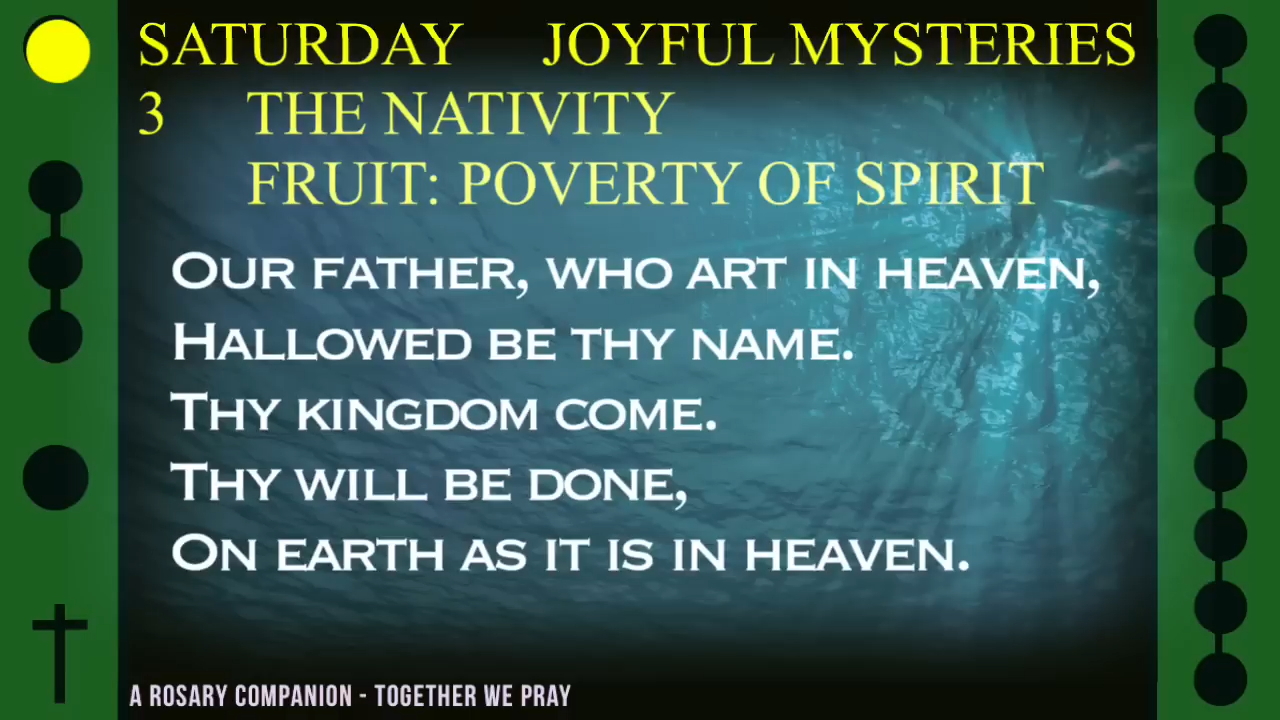 SATURDAY JOYFUL MYSTERIES
3 THE NATIVITY
FRUIT: POVERTY OF SPIRIT
OUR FATHER, WHO ART IN HEAVEN,
HALLOWED BE THY NAME.
THY KINGDOM COME.
THY WILL BE DONE,
ON EARTH AS IT IS IN HEAVEN.
A ROSARY COMPANION - TOGETHER WE PRAY